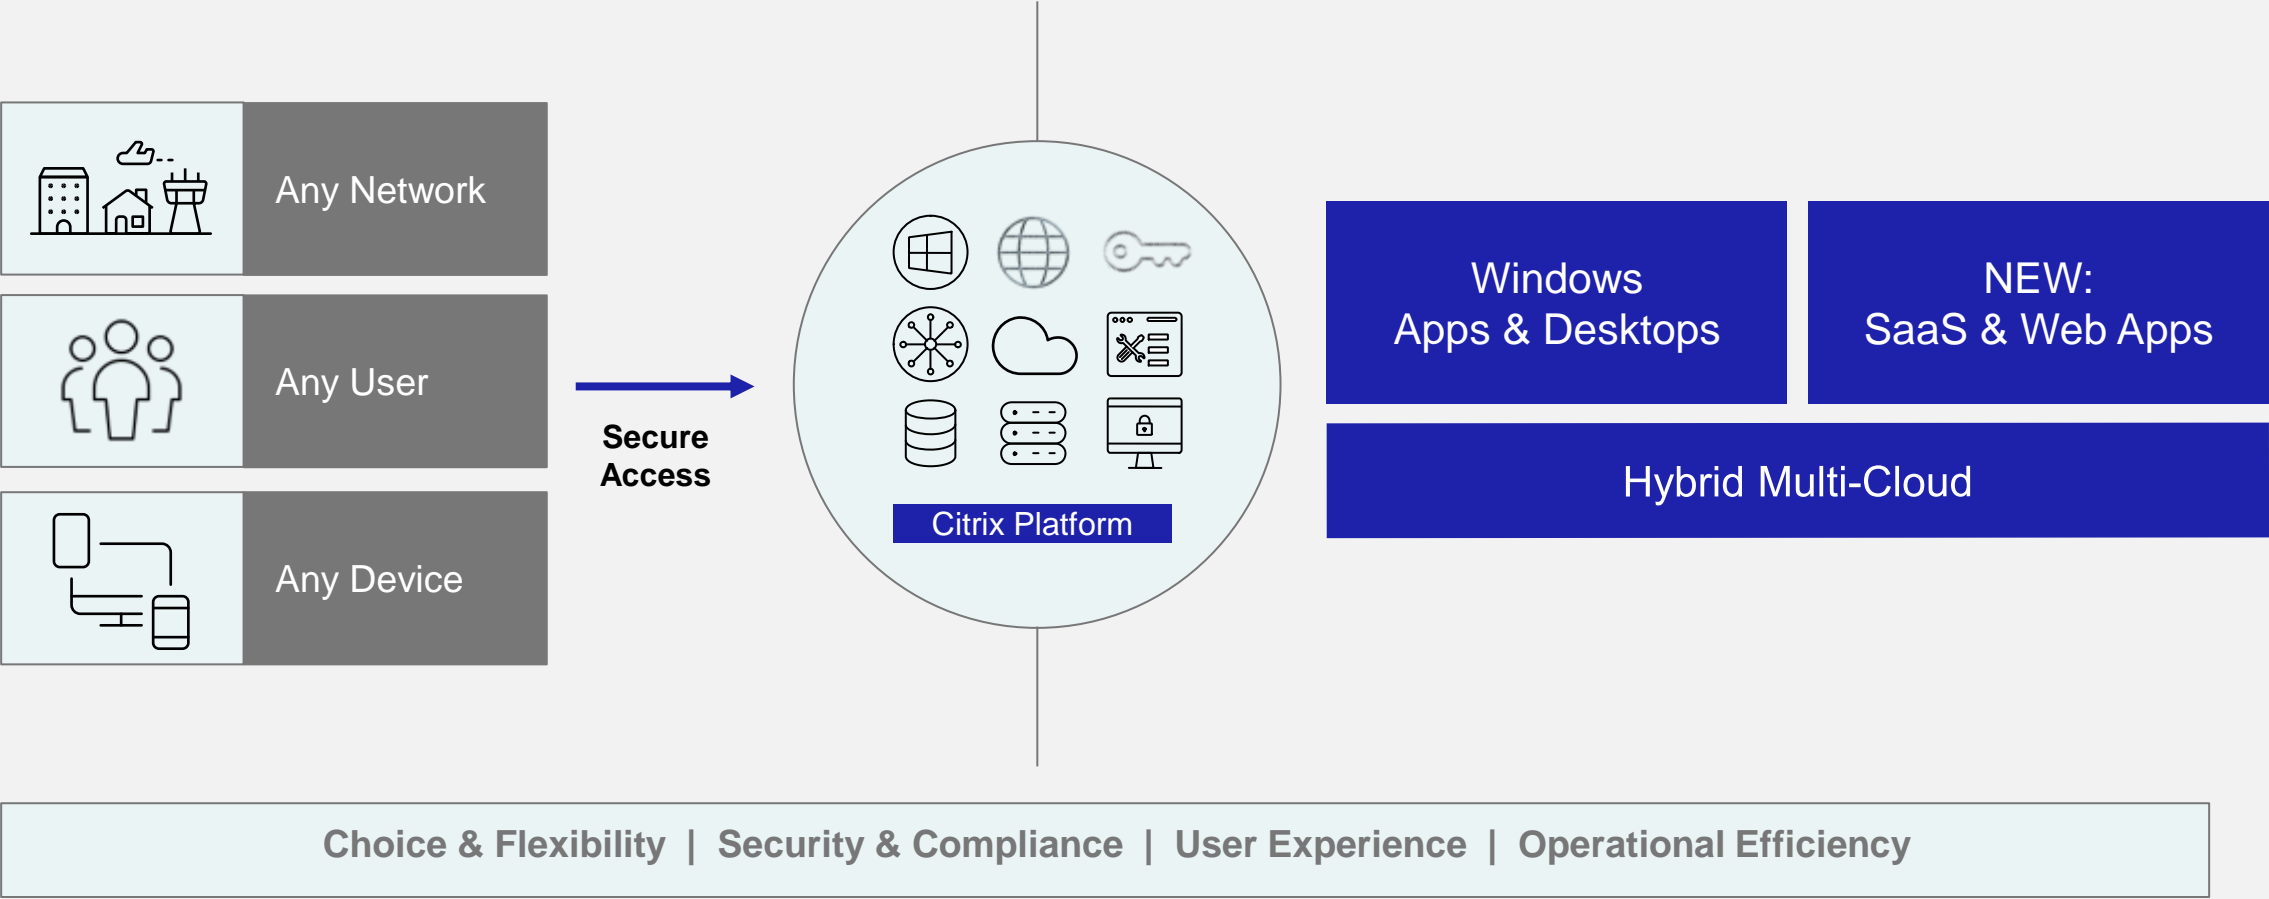 Any Network
Any User
Any Device
Secure
Access
Citrix Platform
Windows
Apps & Desktops
NEW:
SaaS & Web Apps
Hybrid Multi-Cloud
Choice & Flexibility | Security & Compliance | User Experience | Operational Efficiency